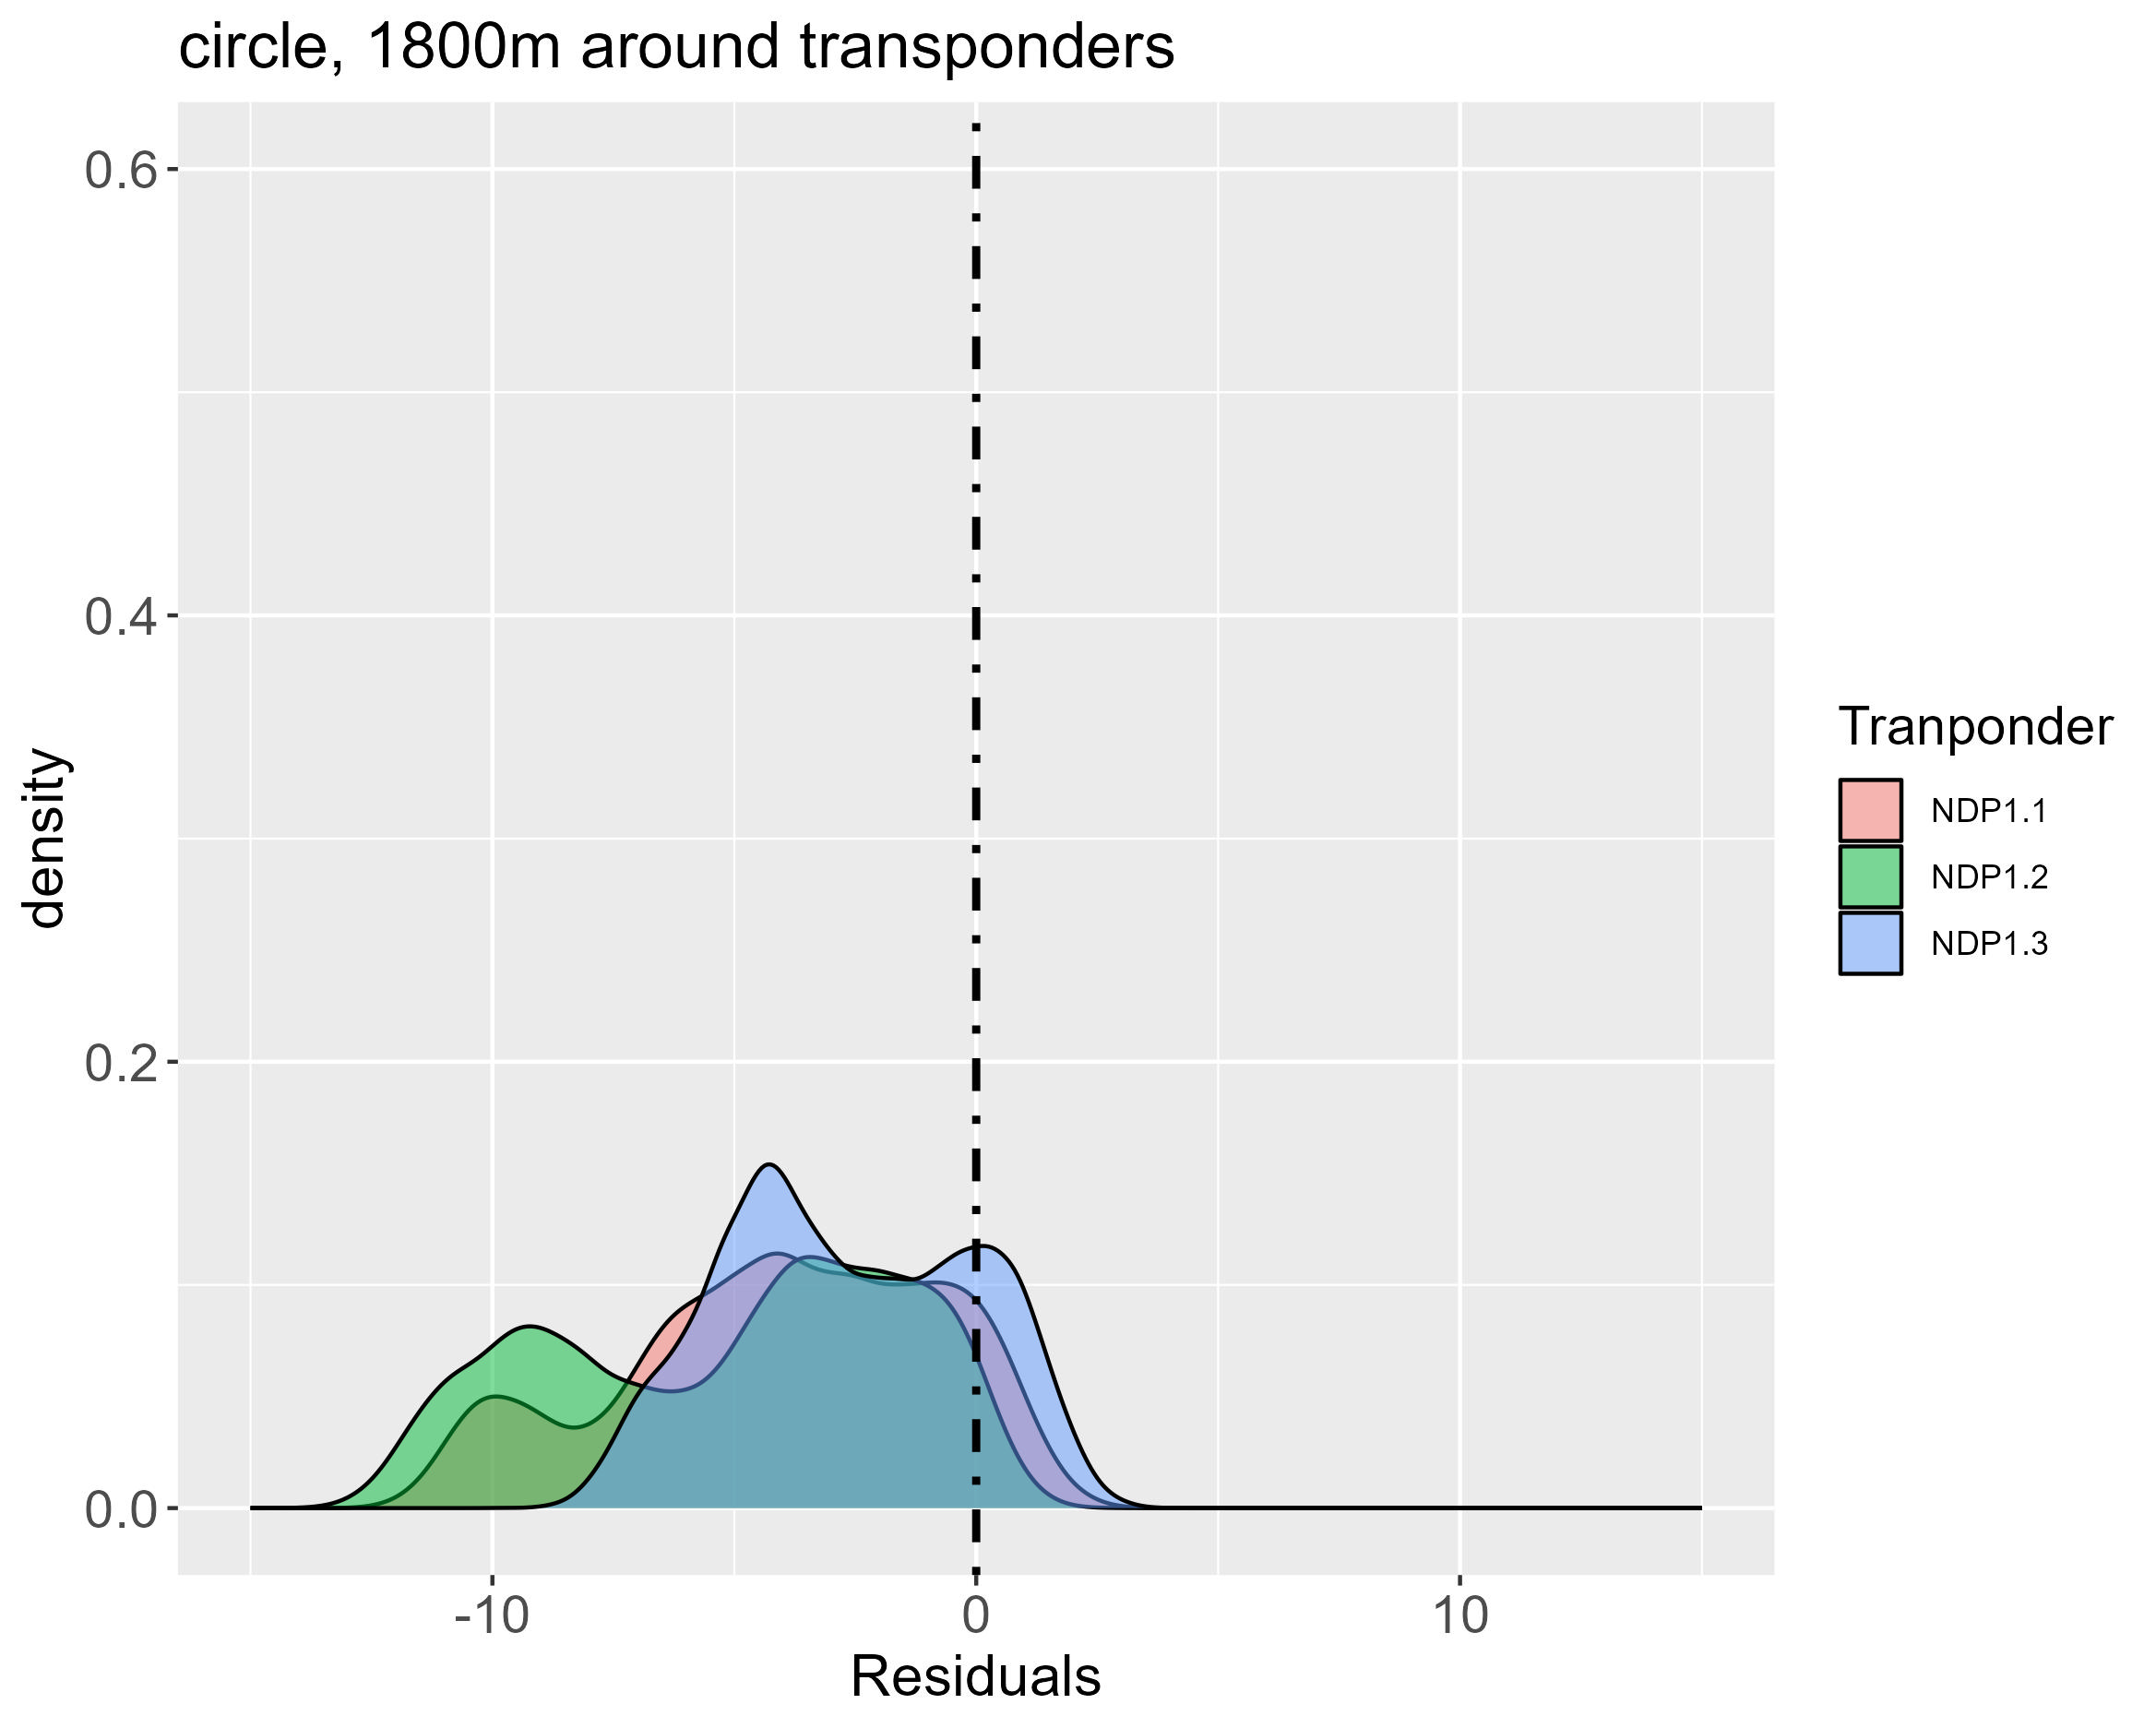 circle, 1800m around transponders
0.6
0.4
0.2
0.0
density
-10
0
10
Residuals
Tranponder
NDP1.1
NDP1.2
NDP1.3